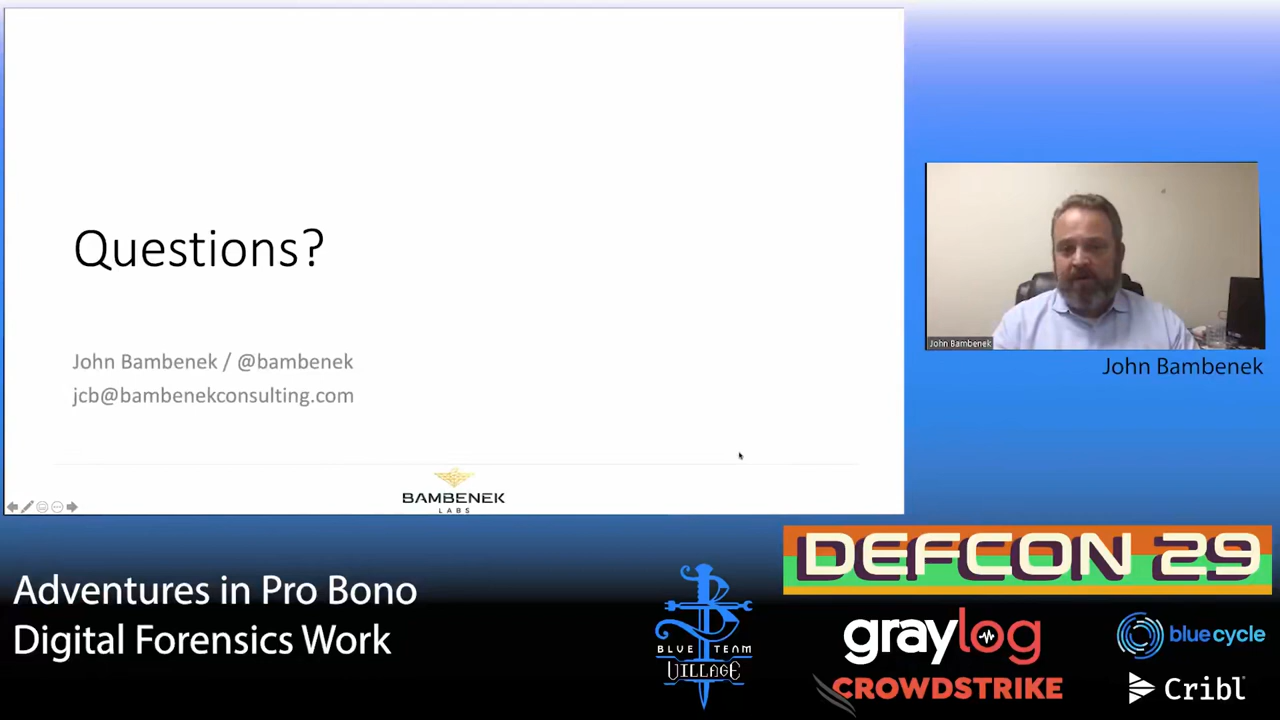 Questions?
John Bambenek / @bambenek
jcb@bambenekconsulting.com
BAMBENEK
LABS
John Bambenek
John Bambenek
Adventures in Pro Bono
Digital Forensics Work
BLUE TEAM
VILLAGE
DEFCON 29
graylog
blue cycle
CROWDSTRIKE
Cribl